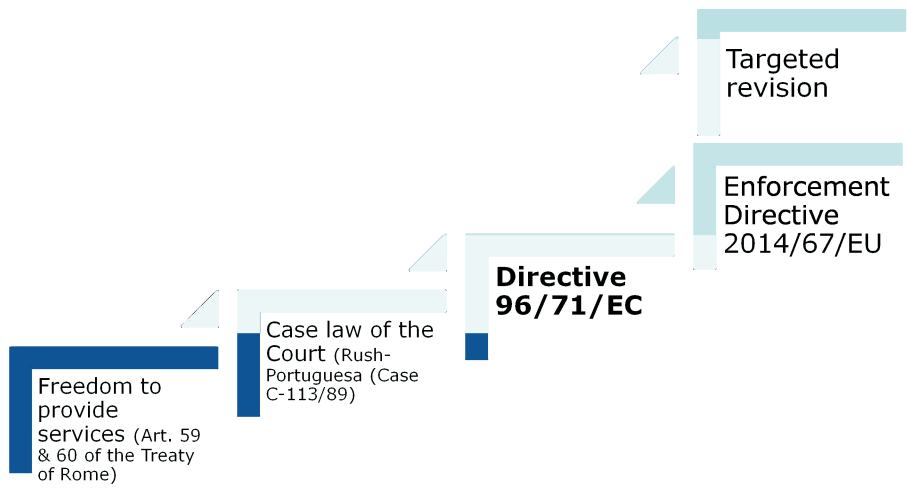 Targeted
revision
Enforcement
Directive
2014/67/EU
Directive
96/71/EC
Case law of the
Court (Rush-
Portuguesa (Case
C-113/89)
Freedom to
provide
services (Art. 59
& 60 of the Treaty
of Rome)